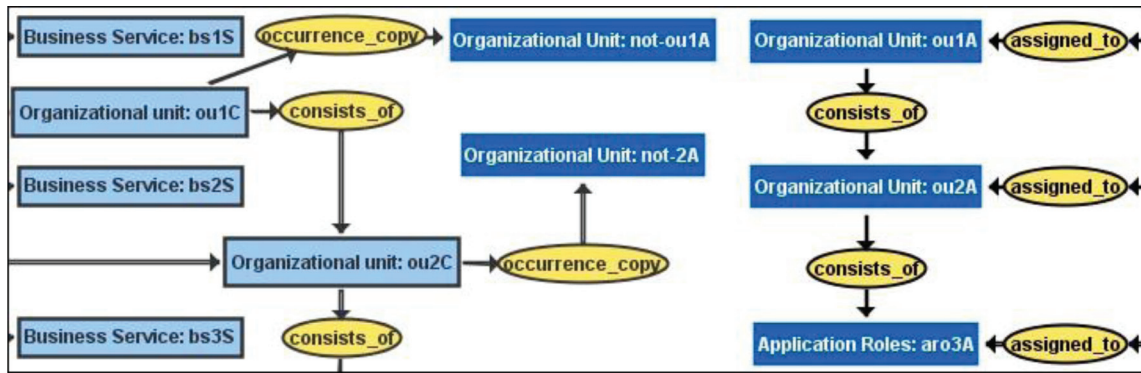 Business Service: bs1S
occurrence_copy
Organizational Unit: not-ou1A
Organizational Unit: ou1A
assigned_to
Organizational unit: ou1C
consists_of
consists_of
Organizational Unit: not-2A
Business Service: bs2S
Organizational Unit: ou2A
assigned_to
Organizational unit: ou2C
occurrence_copy
consists_of
Business Service: bs3S
consists_of
Application Roles: aro3A
assigned_to